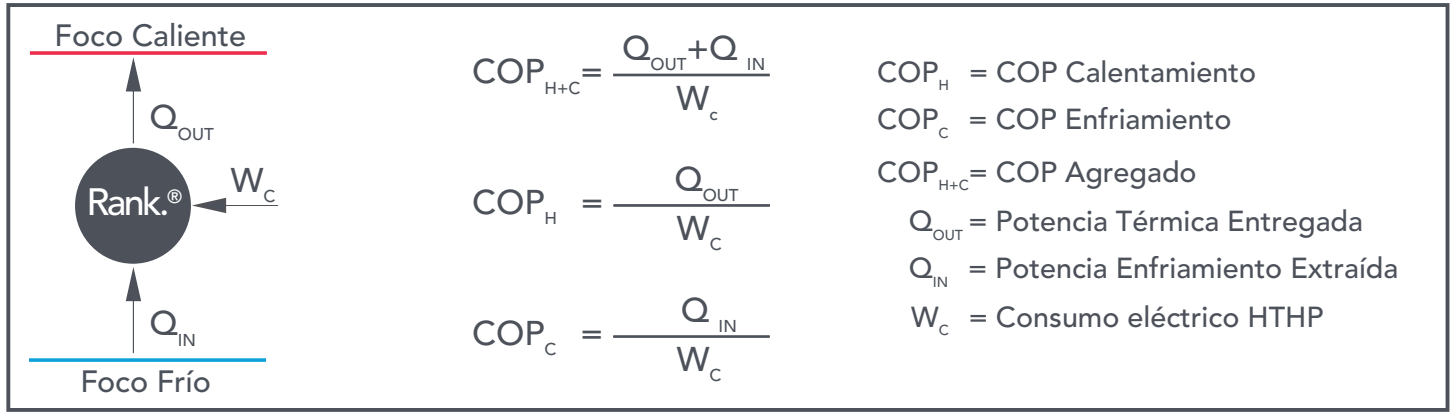 Foco Caliente
Q_OUT
Rank.®
W_C
Q_IN
Foco Frío
COP_H+C = (Q_OUT+Q_IN) / W_c
COP_H = Q_OUT / W_C
COP_C = Q_IN / W_C
COP_H = COP Calentamiento
COP_C = COP Enfriamiento
COP_H+C = COP Agregado
Q_OUT = Potencia Térmica Entregada
Q_IN = Potencia Enfriamiento Extraída
W_C = Consumo eléctrico HTHP